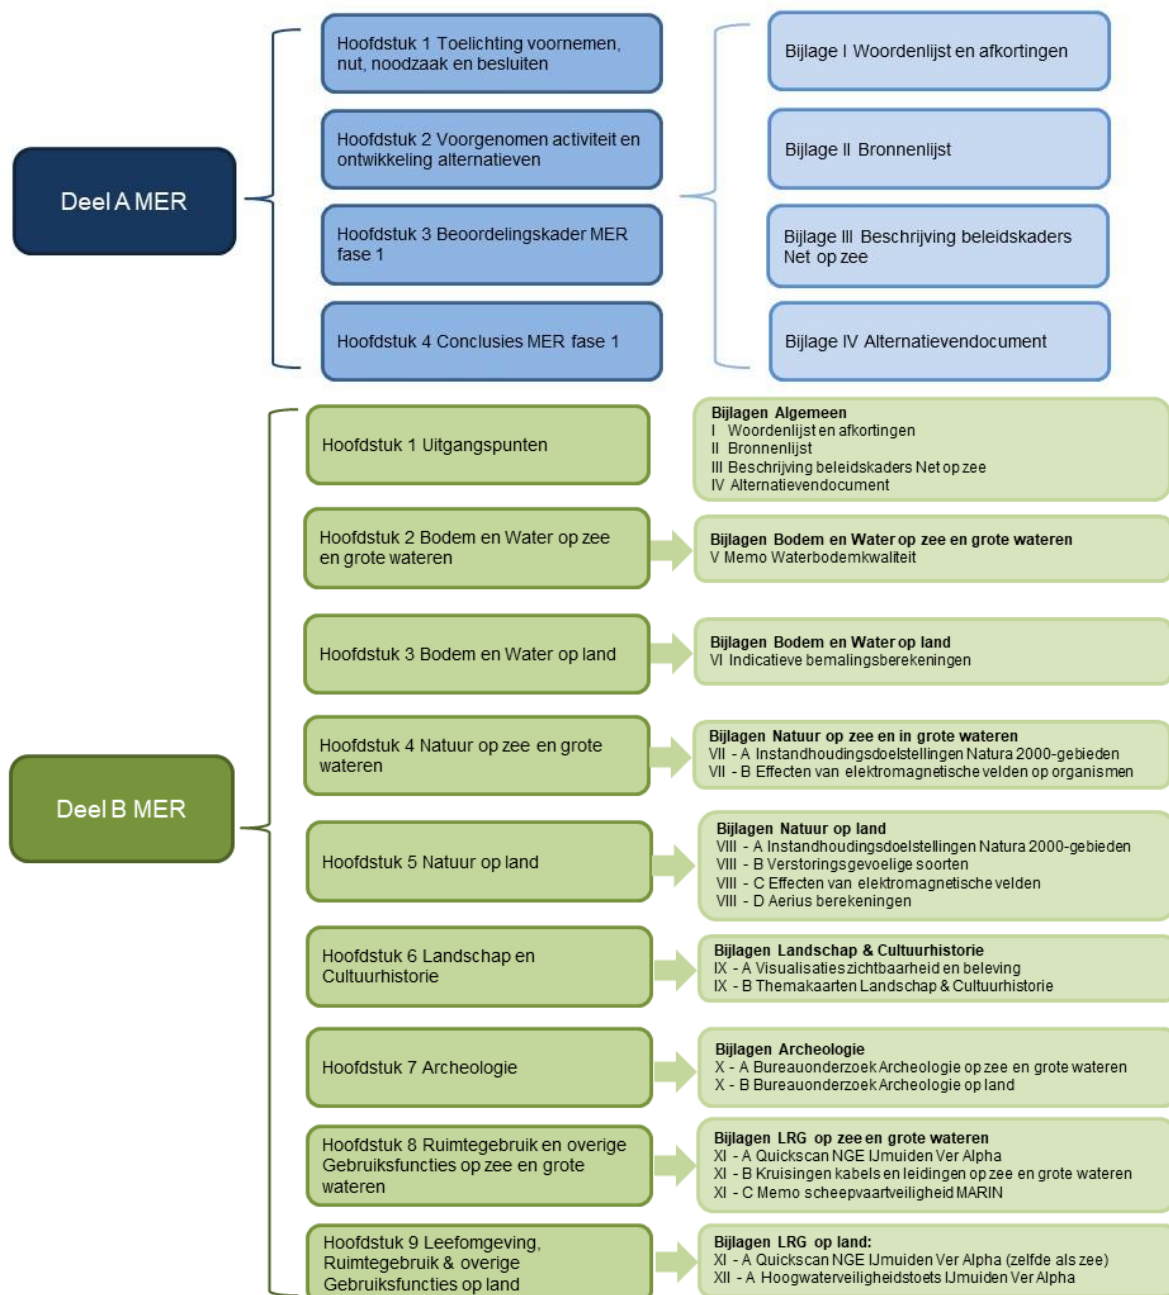 Deel A MER
Hoofdstuk 1 Toelichting voornemen,
nut, noodzaak en besluiten
Hoofdstuk 2 Voorgenomen activiteit en
ontwikkeling alternatieven
Hoofdstuk 3 Beoordelingskader MER
fase 1
Hoofdstuk 4 Conclusies MER fase 1
Bijlage I Woordenlijst en afkortingen
Bijlage II Bronnenlijst
Bijlage III Beschrijving beleidskaders
Net op zee
Bijlage IV Alternatievendocument
Deel B MER
Hoofdstuk 1 Uitgangspunten
Bijlagen Algemeen
I Woordenlijst en afkortingen
II Bronnenlijst
III Beschrijving beleidskaders Net op zee
IV Alternatievendocument
Hoofdstuk 2 Bodem en Water op zee
en grote wateren
Bijlagen Bodem en Water op zee en grote wateren
V Memo Waterbodemkwaliteit
Hoofdstuk 3 Bodem en Water op land
Bijlagen Bodem en Water op land
VI Indicatieve bemalingsberekeningen
Hoofdstuk 4 Natuur op zee en grote
wateren
Bijlagen Natuur op zee en in grote wateren
VII - A Instandhoudingsdoelstellingen Natura 2000-gebieden
VII - B Effecten van elektromagnetische velden op organismen
Hoofdstuk 5 Natuur op land
Bijlagen Natuur op land
VIII - A Instandhoudingsdoelstellingen Natura 2000-gebieden
VIII - B Verstoringsgevoelige soorten
VIII - C Effecten van elektromagnetische velden
VIII - D Aerius berekeningen
Hoofdstuk 6 Landschap en
Cultuurhistorie
Bijlagen Landschap & Cultuurhistorie
IX - A Visualisaties zichtbaarheid en beleving
IX - B Themakaarten Landschap & Cultuurhistorie
Hoofdstuk 7 Archeologie
Bijlagen Archeologie
X - A Bureauonderzoek Archeologie op zee en grote wateren
X - B Bureauonderzoek Archeologie op land
Hoofdstuk 8 Ruimtegebruik en overige
Gebruiksfuncties op zee en grote
wateren
Bijlagen LRG op zee en grote wateren
XI - A Quickscan NGE IJmuiden Ver Alpha
XI - B Kruisingen kabels en leidingen op zee en grote wateren
XI - C Memo scheepvaartveiligheid MARIN
Hoofdstuk 9 Leefomgeving,
Ruimtegebruik & overige
Gebruiksfuncties op land
Bijlagen LRG op land:
XI - A Quickscan NGE IJmuiden Ver Alpha (zelfde als zee)
XII - A Hoogwaterveiligheidstoets IJmuiden Ver Alpha